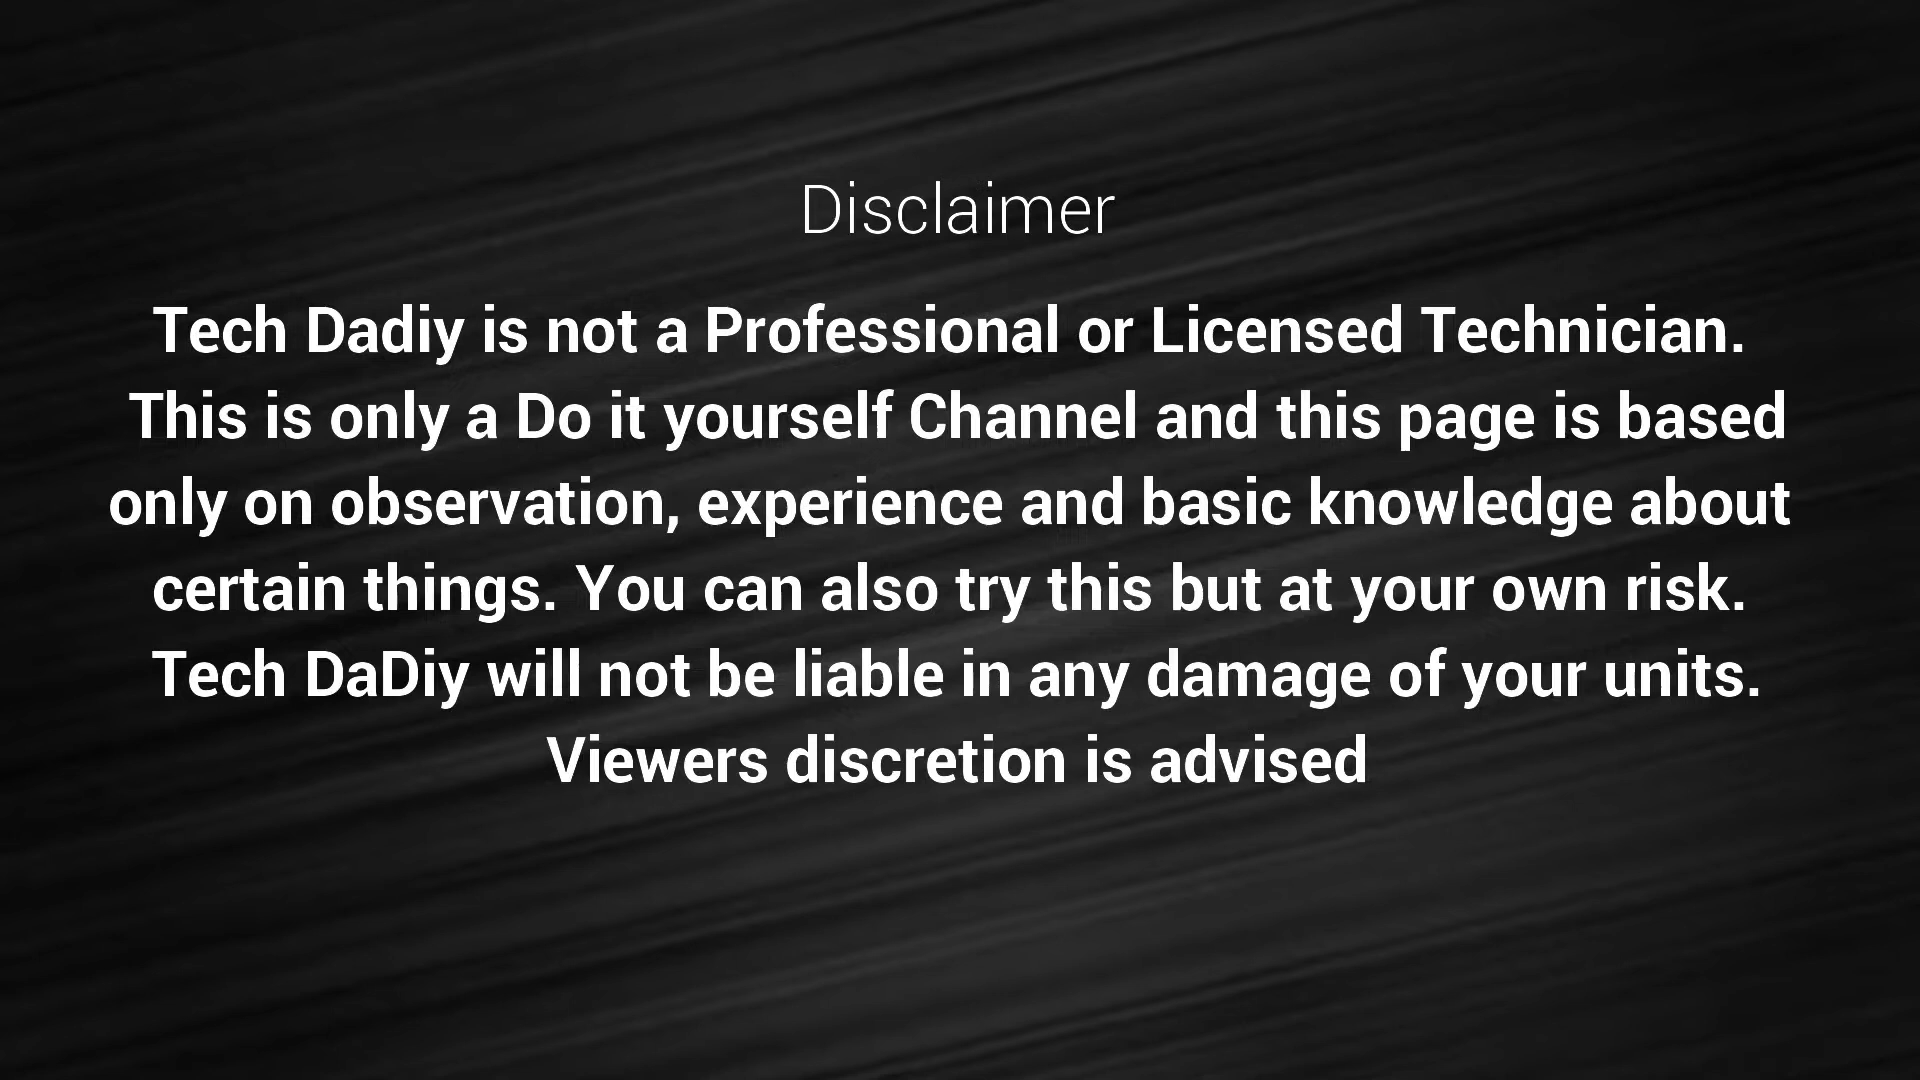 Disclaimer
Tech Dadiy is not a Professional or Licensed Technician.
This is only a Do it yourself Channel and this page is based
only on observation, experience and basic knowledge about
certain things. You can also try this but at your own risk.
Tech DaDiy will not be liable in any damage of your units.
Viewers discretion is advised